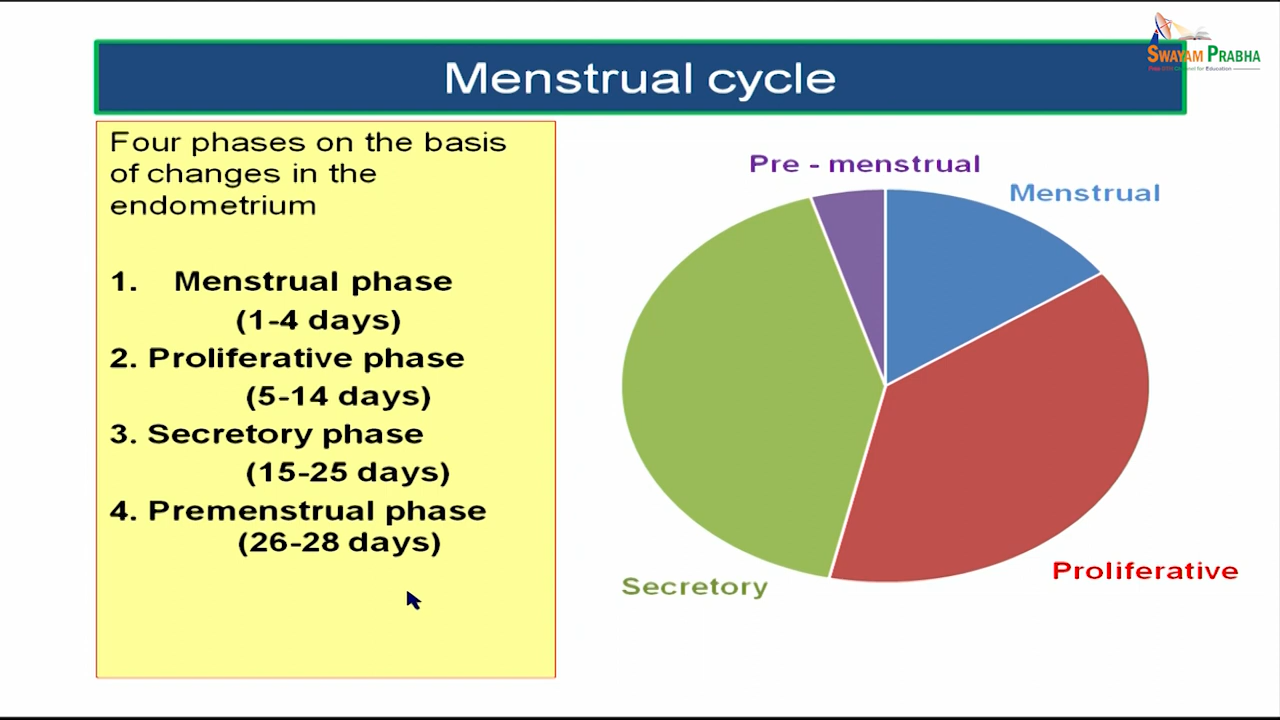 SWAYAM PRABHA
Menstrual cycle
Four phases on the basis
of changes in the
endometrium
1. Menstrual phase
(1-4 days)
2. Proliferative phase
(5-14 days)
3. Secretory phase
(15-25 days)
4. Premenstrual phase
(26-28 days)
Pre - menstrual
Menstrual
Proliferative
Secretory